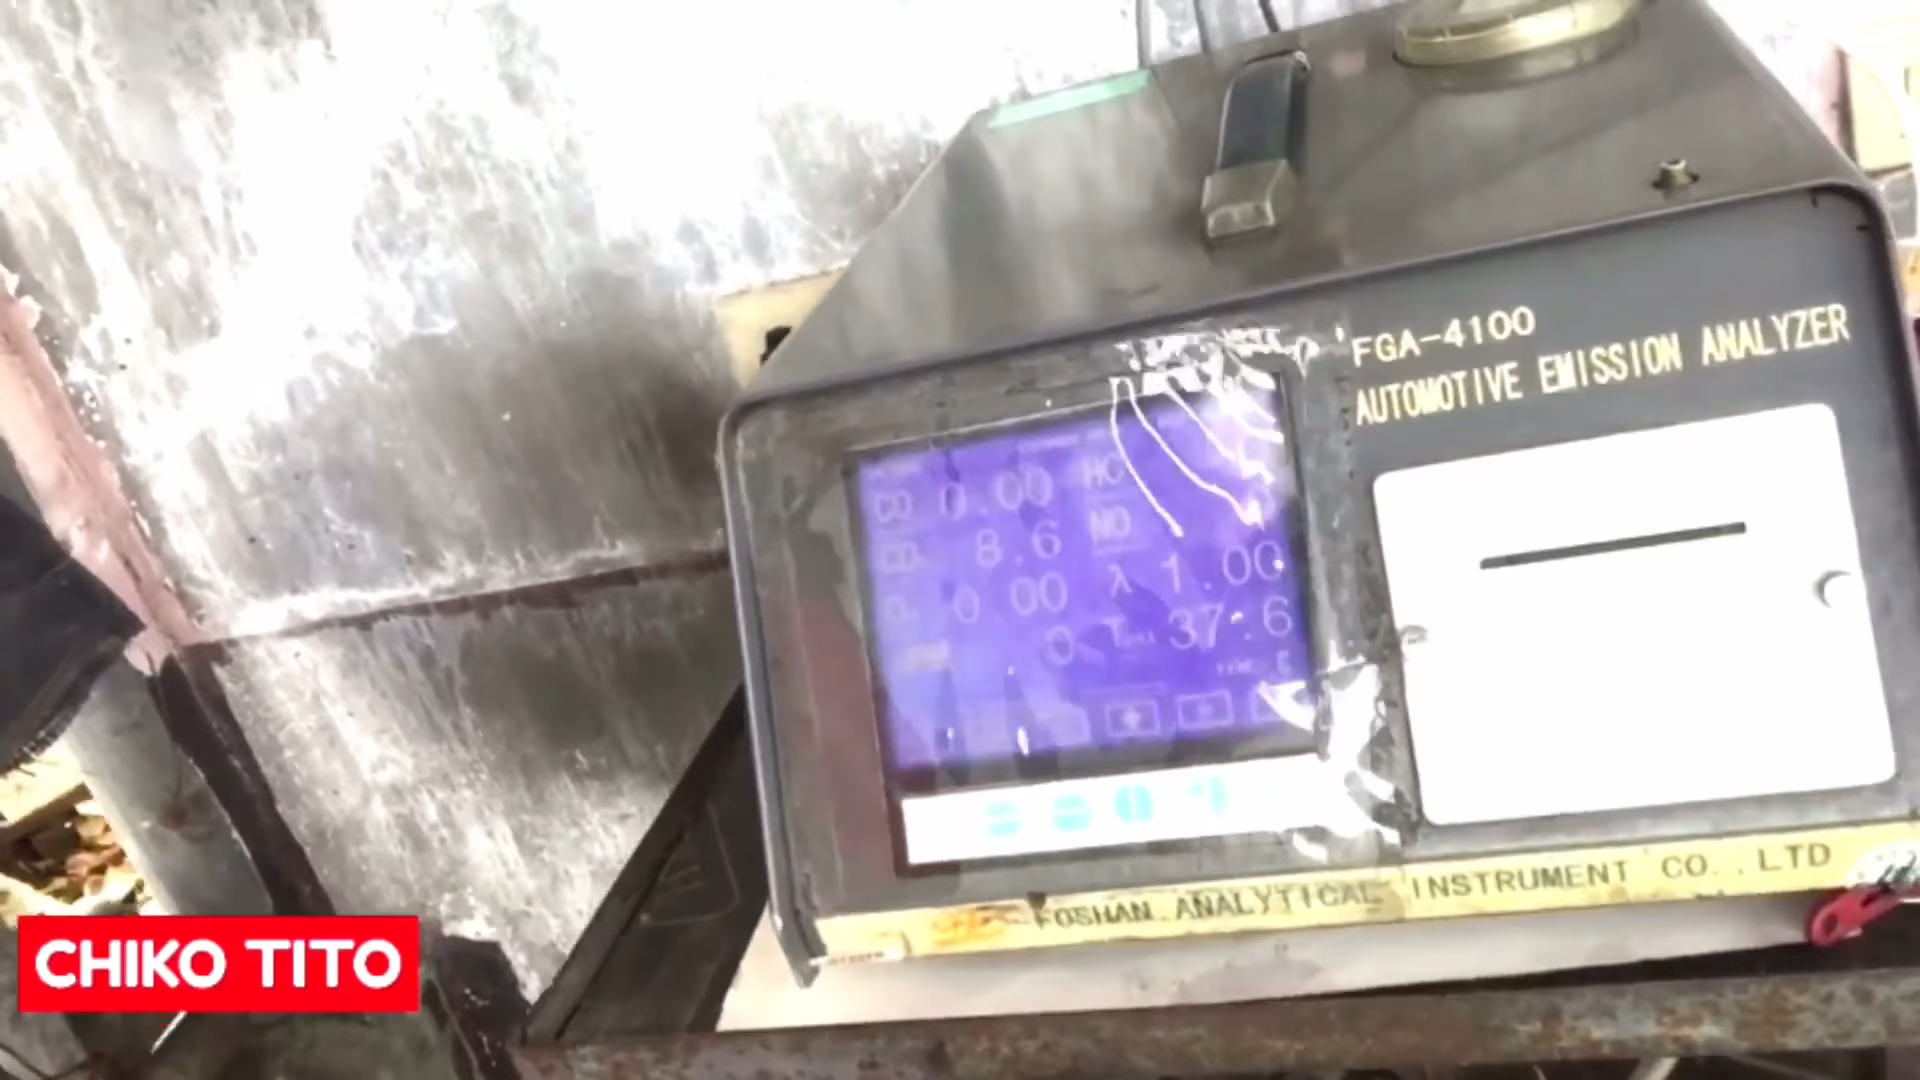 FGA-4100
AUTOMOTIVE EMISSION ANALYZER
0.00 HC
8.6 NO
0 00 λ 1.00
0 T 37.6
FOSHAN ANALYTICAL INSTRUMENT CO.,LTD
CHIKO TITO